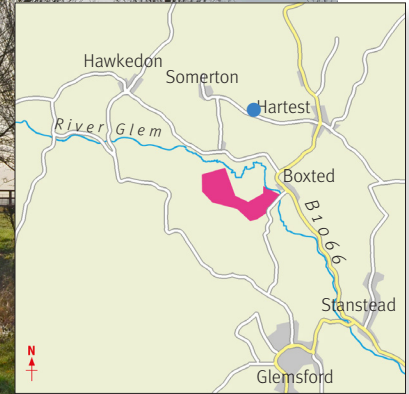 Hawkedon
Somerton
Hartest
River Glem
Boxted
B1066
Stanstead
N
Glemsford